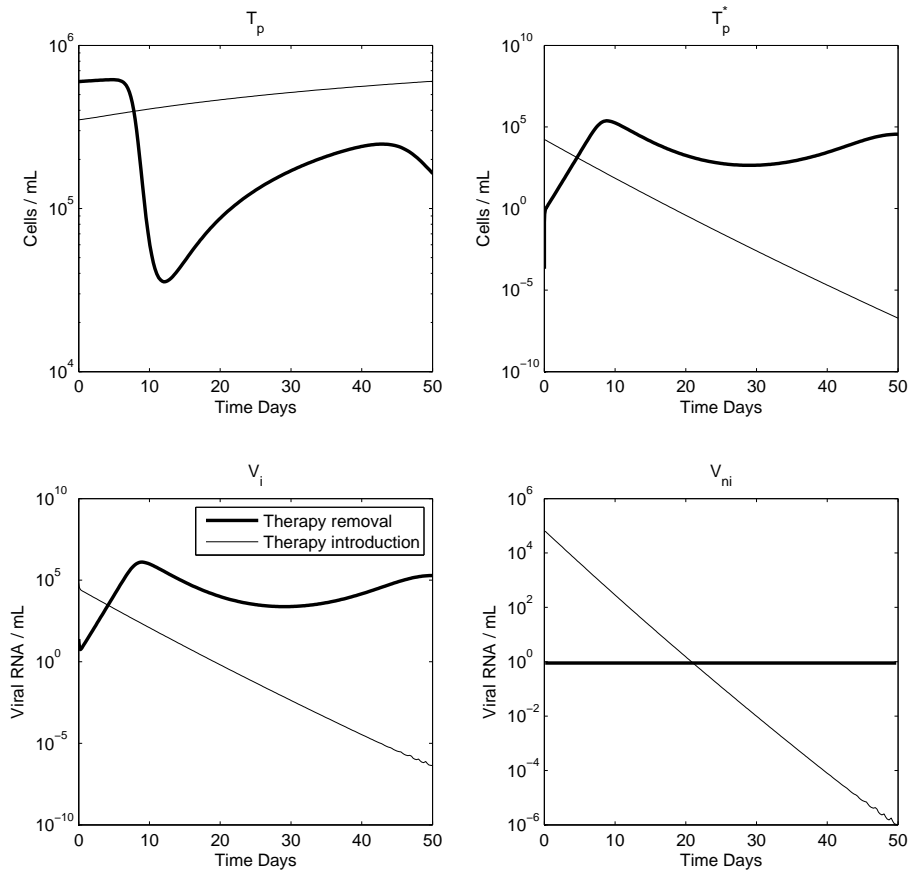 T_p
10^6
10^5
10^4
Cells / mL
0 10 20 30 40 50
Time Days
T_p^*
10^10
10^5
10^0
10^−5
10^−10
Cells / mL
0 10 20 30 40 50
Time Days
V_i
10^10
10^5
10^0
10^−5
10^−10
Viral RNA / mL
Therapy removal
Therapy introduction
0 10 20 30 40 50
Time Days
V_ni
10^6
10^4
10^2
10^0
10^−2
10^−4
10^−6
Viral RNA / mL
0 10 20 30 40 50
Time Days